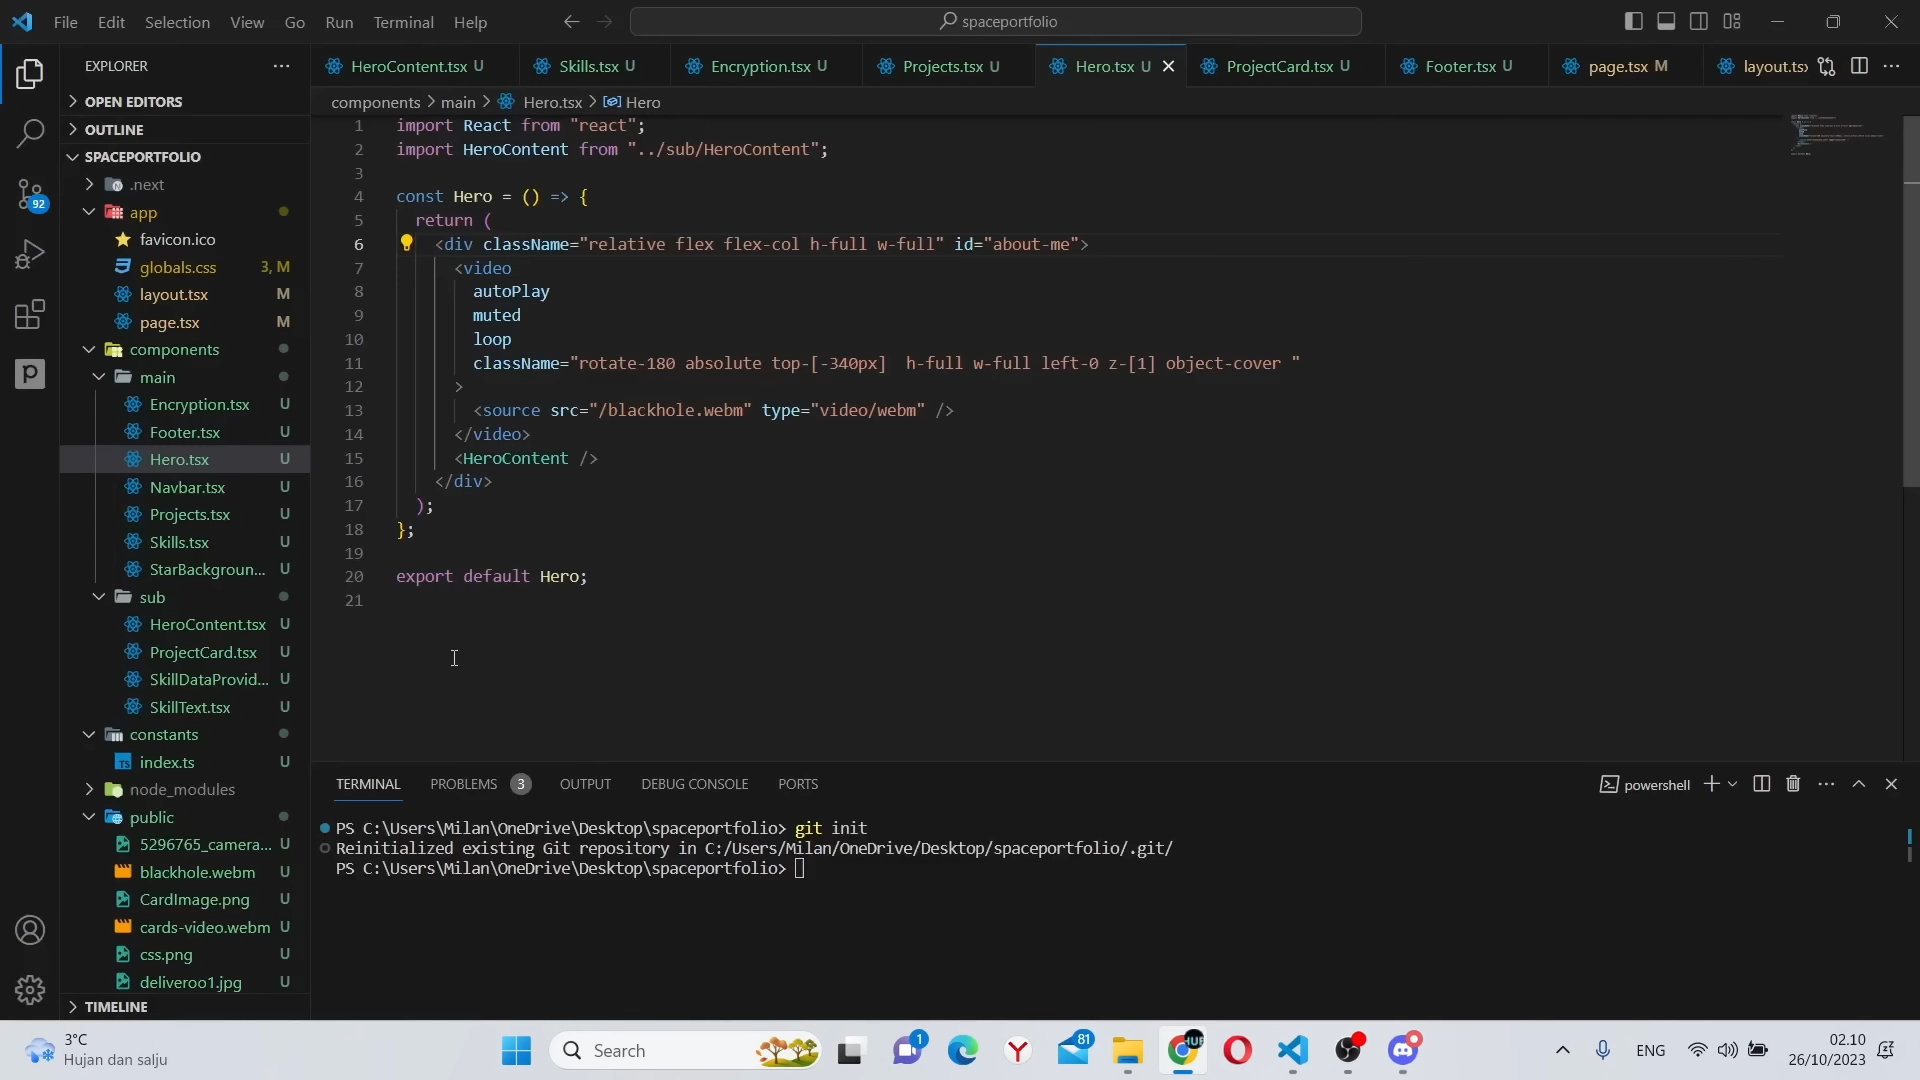 File Edit Selection View Go Run Terminal Help
spaceportfolio
EXPLORER
HeroContent.tsx U
Skills.tsx U
Encryption.tsx U
Projects.tsx U
Hero.tsx U
ProjectCard.tsx U
Footer.tsx U
page.tsx M
layout.tsx
components > main > Hero.tsx > Hero
OPEN EDITORS
OUTLINE
SPACEPORTFOLIO
.next
app
favicon.ico
globals.css 3, M
layout.tsx M
page.tsx M
components
main
Encryption.tsx U
Footer.tsx U
Hero.tsx U
Navbar.tsx U
Projects.tsx U
Skills.tsx U
StarBackgroun... U
sub
HeroContent.tsx U
ProjectCard.tsx U
SkillDataProvid... U
SkillText.tsx U
constants
TS index.ts U
node_modules
public
5296765_camera... U
blackhole.webm U
CardImage.png U
cards-video.webm U
css.png U
deliveroo1.jpg U
TIMELINE
92
1 import React from "react";
2 import HeroContent from "../sub/HeroContent";
3
4 const Hero = () => {
5 return (
6 <div className="relative flex flex-col h-full w-full" id="about-me">
7 <video
8 autoPlay
9 muted
10 loop
11 className="rotate-180 absolute top-[-340px]  h-full w-full left-0 z-[1] object-cover "
12 >
13 <source src="/blackhole.webm" type="video/webm" />
14 </video>
15 <HeroContent />
16 </div>
17 );
18 };
19
20 export default Hero;
21
TERMINAL PROBLEMS 3 OUTPUT DEBUG CONSOLE PORTS
powershell
PS C:\Users\Milan\OneDrive\Desktop\spaceportfolio> git init
Reinitialized existing Git repository in C:/Users/Milan/OneDrive/Desktop/spaceportfolio/.git/
PS C:\Users\Milan\OneDrive\Desktop\spaceportfolio>
3°C
Hujan dan salju
Search
1
81
HUB
ENG
02.10
26/10/2023